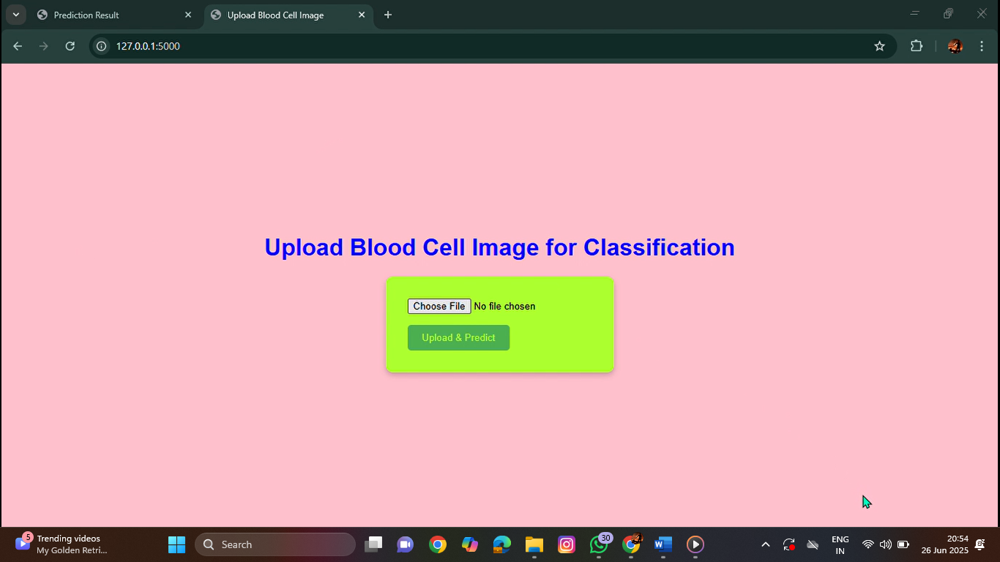 Prediction Result
Upload Blood Cell Image
127.0.0.1:5000
Upload Blood Cell Image for Classification
Choose File No file chosen
Upload & Predict
5
Trending videos
My Golden Retri...
Search
30
ENG
IN
20:54
26 Jun 2025